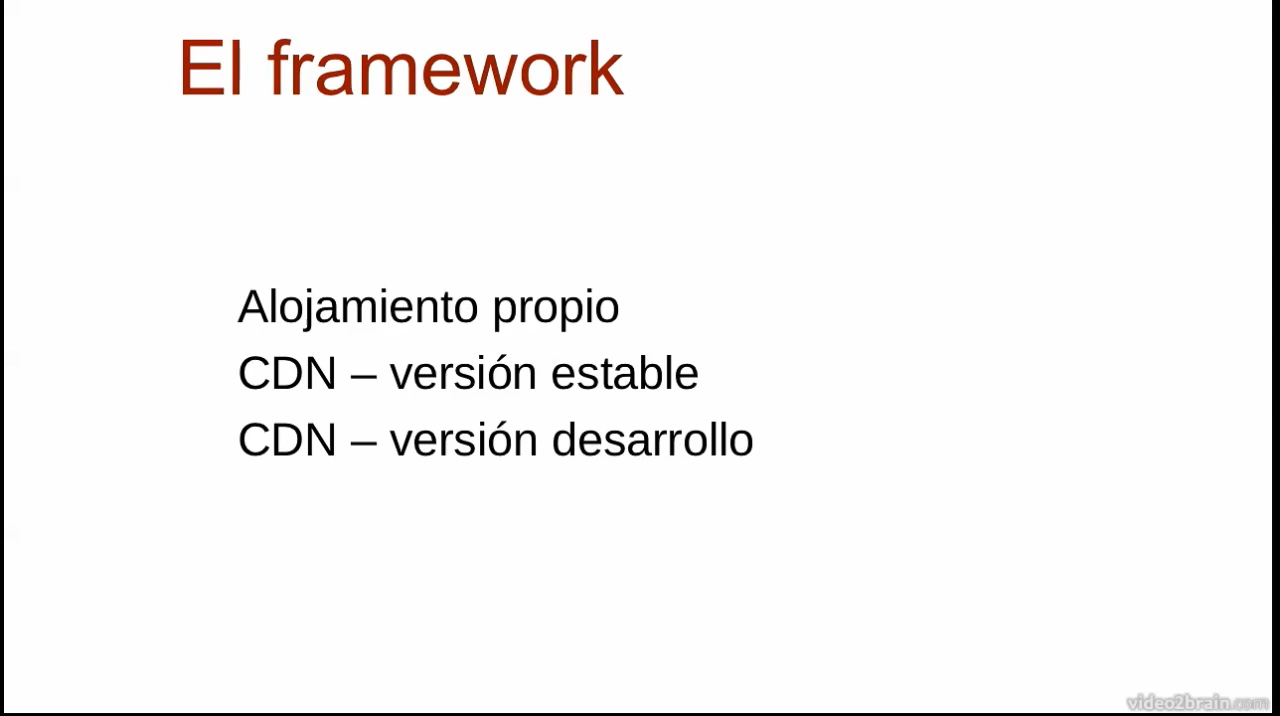 El framework
Alojamiento propio
CDN – versión estable
CDN – versión desarrollo
video2brain.com